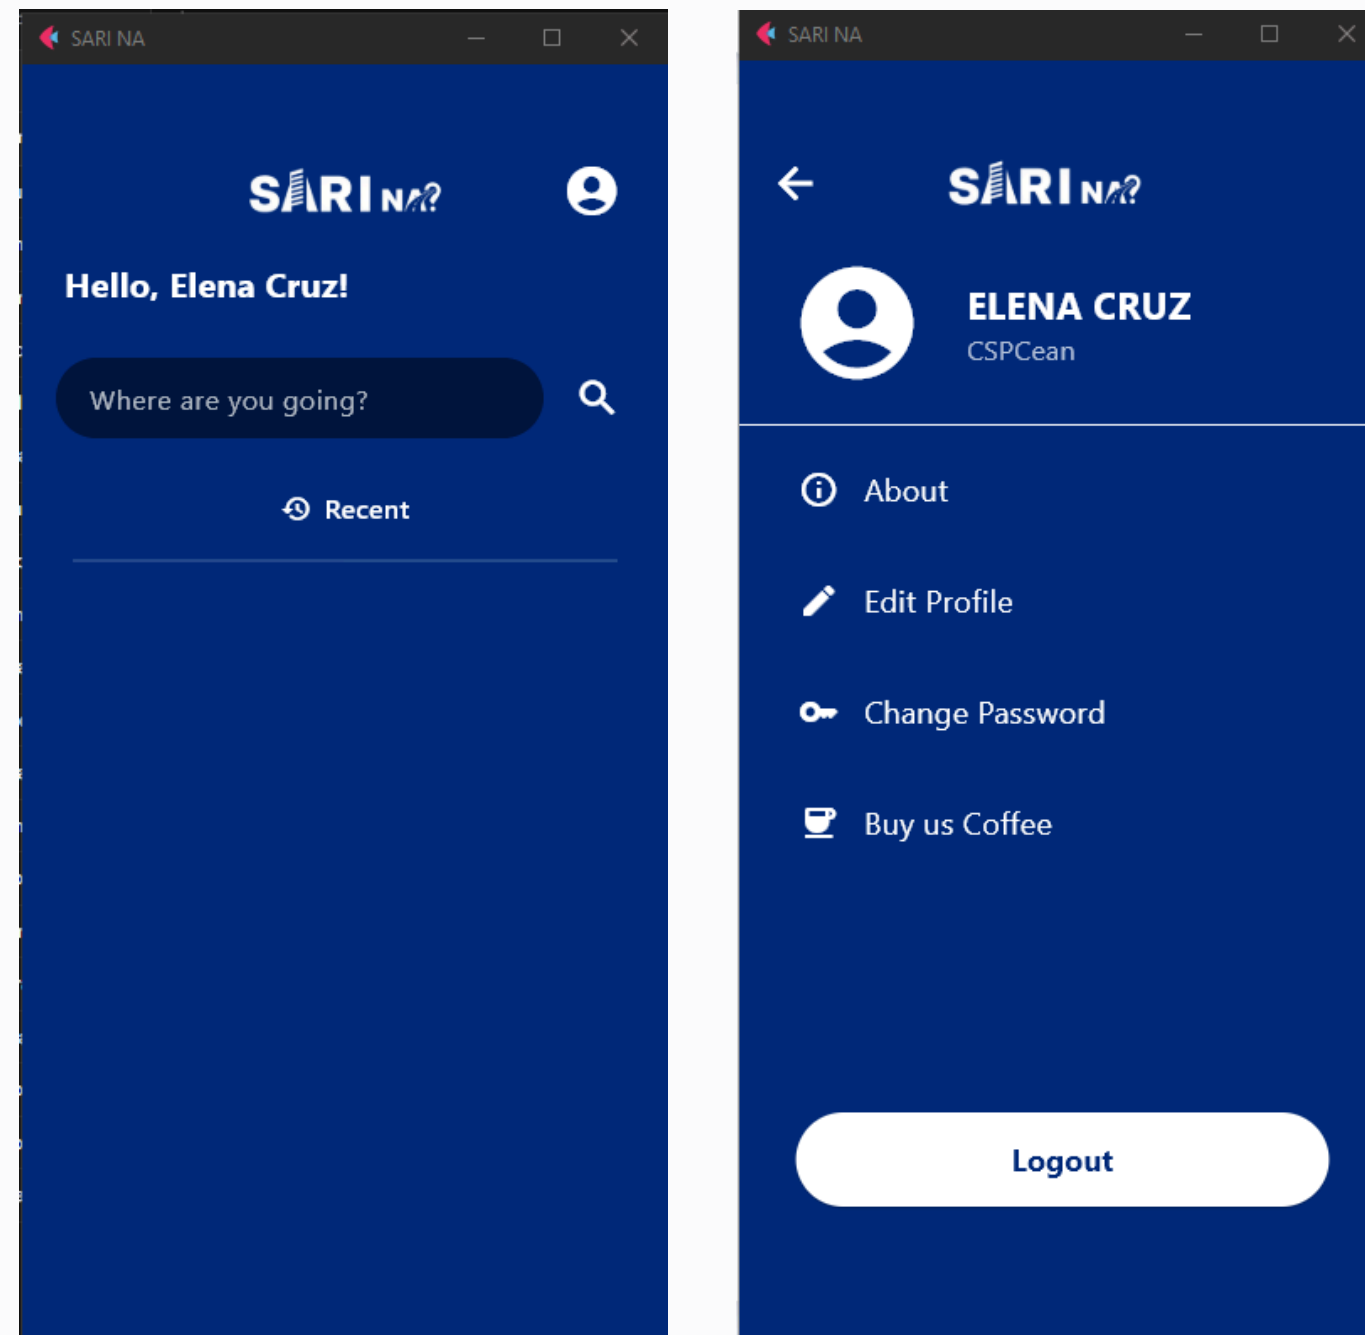 SARI NA
SARI NA?
Hello, Elena Cruz!
Where are you going?
Recent
SARI NA
SARI NA?
ELENA CRUZ
CSPCean
About
Edit Profile
Change Password
Buy us Coffee
Logout